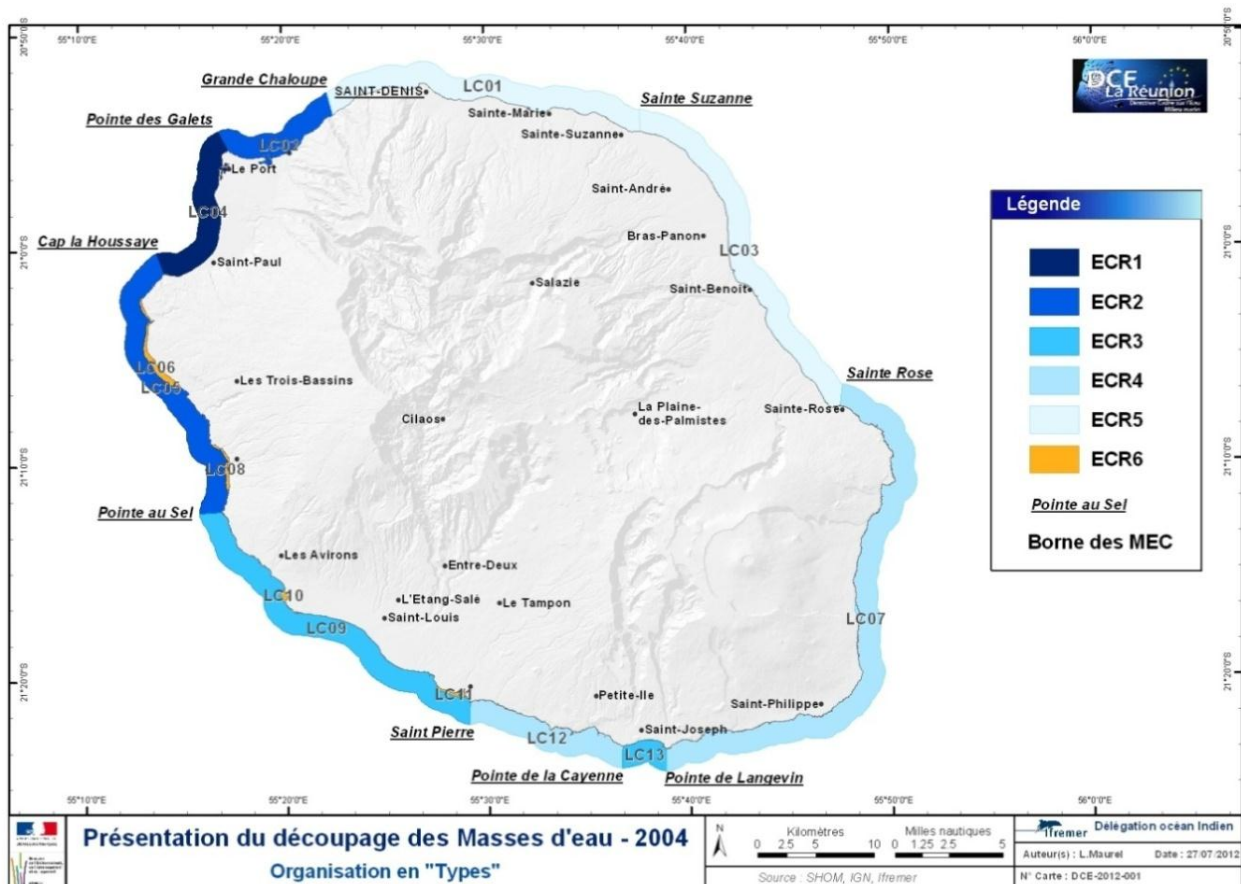 55°10'0"E 55°20'0"E 55°30'0"E 55°40'0"E 55°50'0"E 56°0'0"E
20°50'0"S
20°50'0"S
DCE
La Réunion
Grande Chaloupe
SAINT-DENIS
LC01
Sainte Suzanne
Sainte-Marie
Sainte-Suzanne
Pointe des Galets
Le Port
Saint-André
LC04
Bras-Panon
LC03
Cap la Houssaye
Saint-Paul
Salazie
Saint-Benoit
21°0'0"S
21°0'0"S
Légende
ECR1
ECR2
ECR3
ECR4
ECR5
ECR6
Pointe au Sel
Borne des MEC
LC06
LC05
Les Trois-Bassins
Sainte Rose
Cilaos
La Plaine-
des-Palmistes
Sainte-Rose
LC08
21°10'0"S
21°10'0"S
Pointe au Sel
Les Avirons
Entre-Deux
LC10
L'Etang-Salé
Le Tampon
Saint-Louis
LC09
LC07
21°20'0"S
21°20'0"S
LC11
Petite-Ile
Saint-Philippe
Saint Pierre
LC12
Saint-Joseph
LC13
Pointe de la Cayenne
Pointe de Langevin
55°10'0"E 55°20'0"E 55°30'0"E 55°40'0"E 55°50'0"E 56°0'0"E
Présentation du découpage des Masses d'eau - 2004
Organisation en "Types"
N
Kilomètres
0 2.5 5 10
Milles nautiques
0 1.25 2.5 5
Source : SHOM, IGN, Ifremer
Ifremer
Délégation océan Indien
Auteur(s) : L.Maurel Date : 27/07/2012
N° Carte : DCE-2012-001